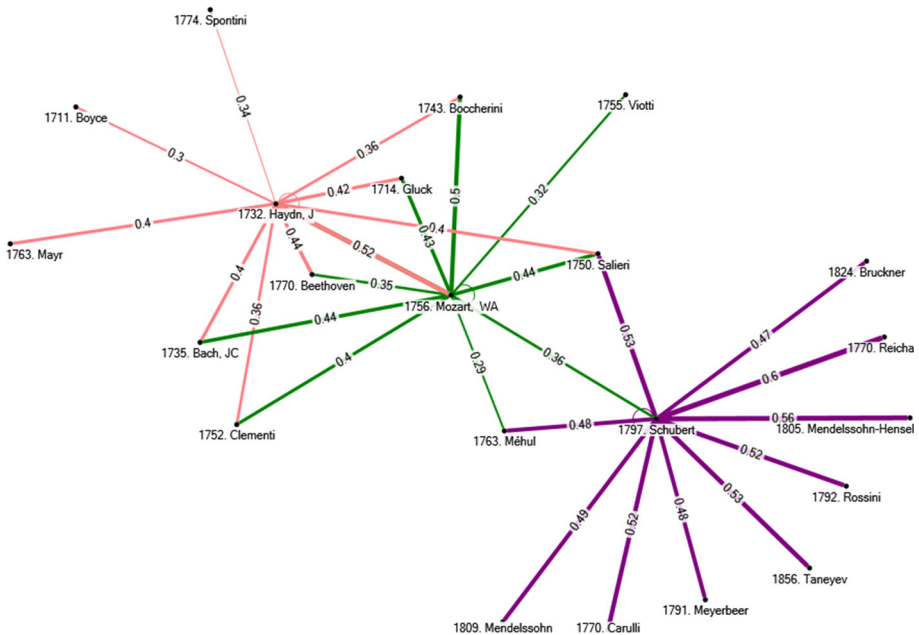 1774. Spontini
0.34
1743. Boccherini
1755. Viotti
1711. Boyce
0.3
0.36
0.42
1714. Gluck
0.5
0.32
1732. Haydn, J
0.4
0.4
0.43
1763. Mayr
0.44
0.52
1750. Salieri
0.44
1824. Bruckner
1770. Beethoven
0.35
1756. Mozart, WA
0.4
0.36
0.44
0.53
0.47
1770. Reicha
1735. Bach, JC
0.4
0.29
0.36
0.6
1752. Clementi
1763. Méhul
0.48
1797. Schubert
0.56
1805. Mendelssohn-Hensel
0.52
1792. Rossini
0.49
0.52
0.48
0.53
1856. Taneyev
1809. Mendelssohn
1770. Carulli
1791. Meyerbeer